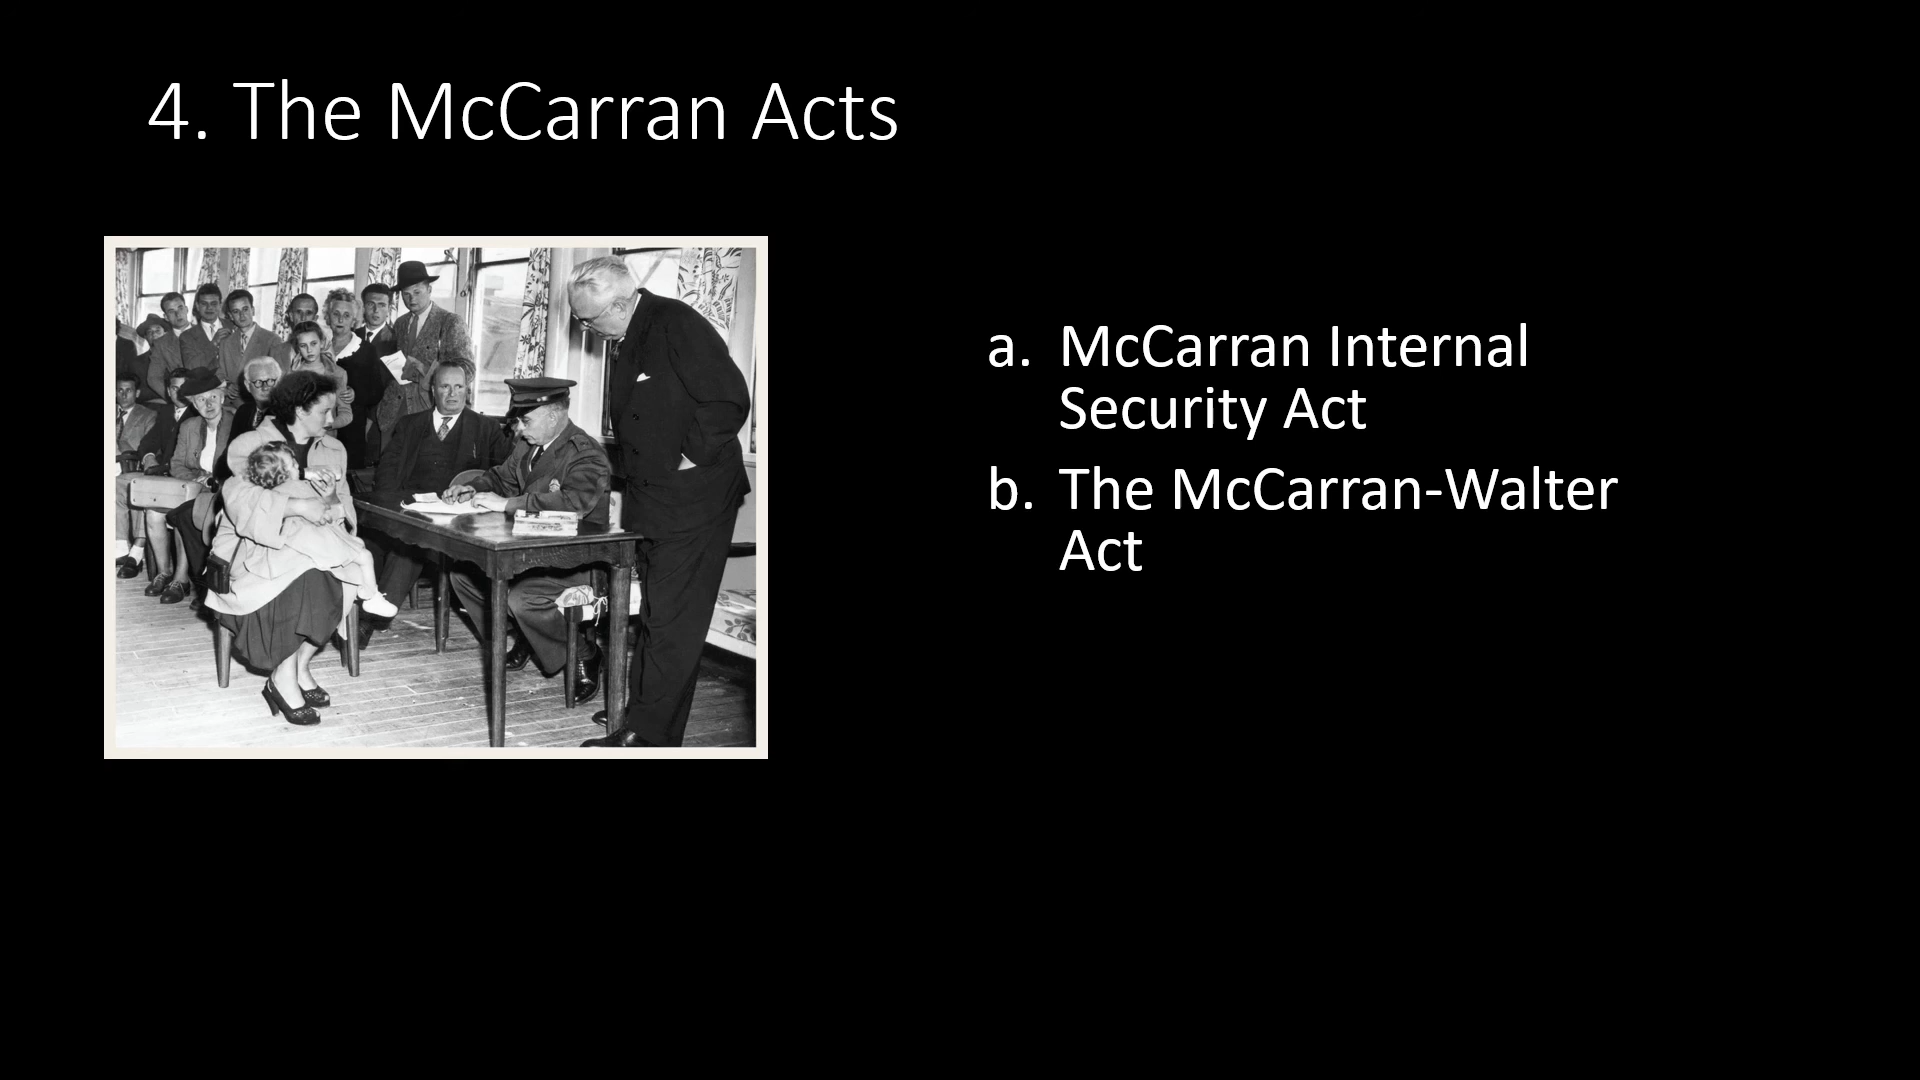 4. The McCarran Acts
a. McCarran Internal
Security Act
b. The McCarran-Walter
Act